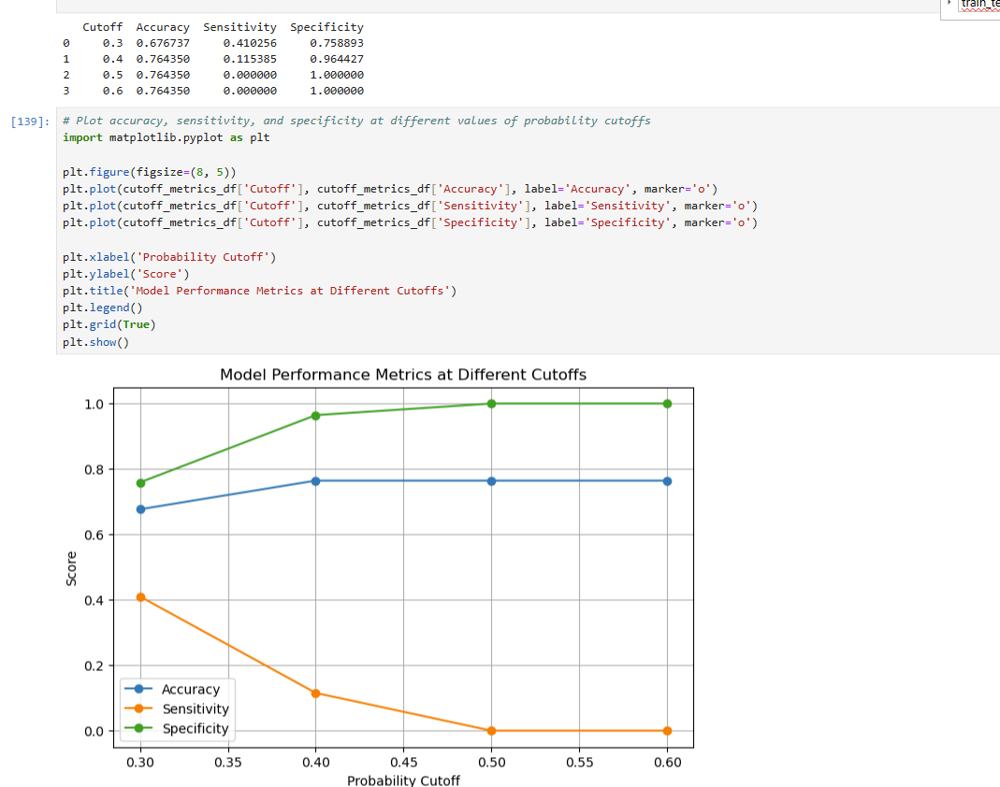 train_te
Cutoff Accuracy Sensitivity Specificity
0 0.3 0.676737 0.410256 0.758893
1 0.4 0.764350 0.115385 0.964427
2 0.5 0.764350 0.000000 1.000000
3 0.6 0.764350 0.000000 1.000000
[139]: # Plot accuracy, sensitivity, and specificity at different values of probability cutoffs
import matplotlib.pyplot as plt
plt.figure(figsize=(8, 5))
plt.plot(cutoff_metrics_df['Cutoff'], cutoff_metrics_df['Accuracy'], label='Accuracy', marker='o')
plt.plot(cutoff_metrics_df['Cutoff'], cutoff_metrics_df['Sensitivity'], label='Sensitivity', marker='o')
plt.plot(cutoff_metrics_df['Cutoff'], cutoff_metrics_df['Specificity'], label='Specificity', marker='o')
plt.xlabel('Probability Cutoff')
plt.ylabel('Score')
plt.title('Model Performance Metrics at Different Cutoffs')
plt.legend()
plt.grid(True)
plt.show()
Model Performance Metrics at Different Cutoffs
1.0
0.8
0.6
0.4
0.2
0.0
Score
Accuracy
Sensitivity
Specificity
0.30 0.35 0.40 0.45 0.50 0.55 0.60
Probability Cutoff